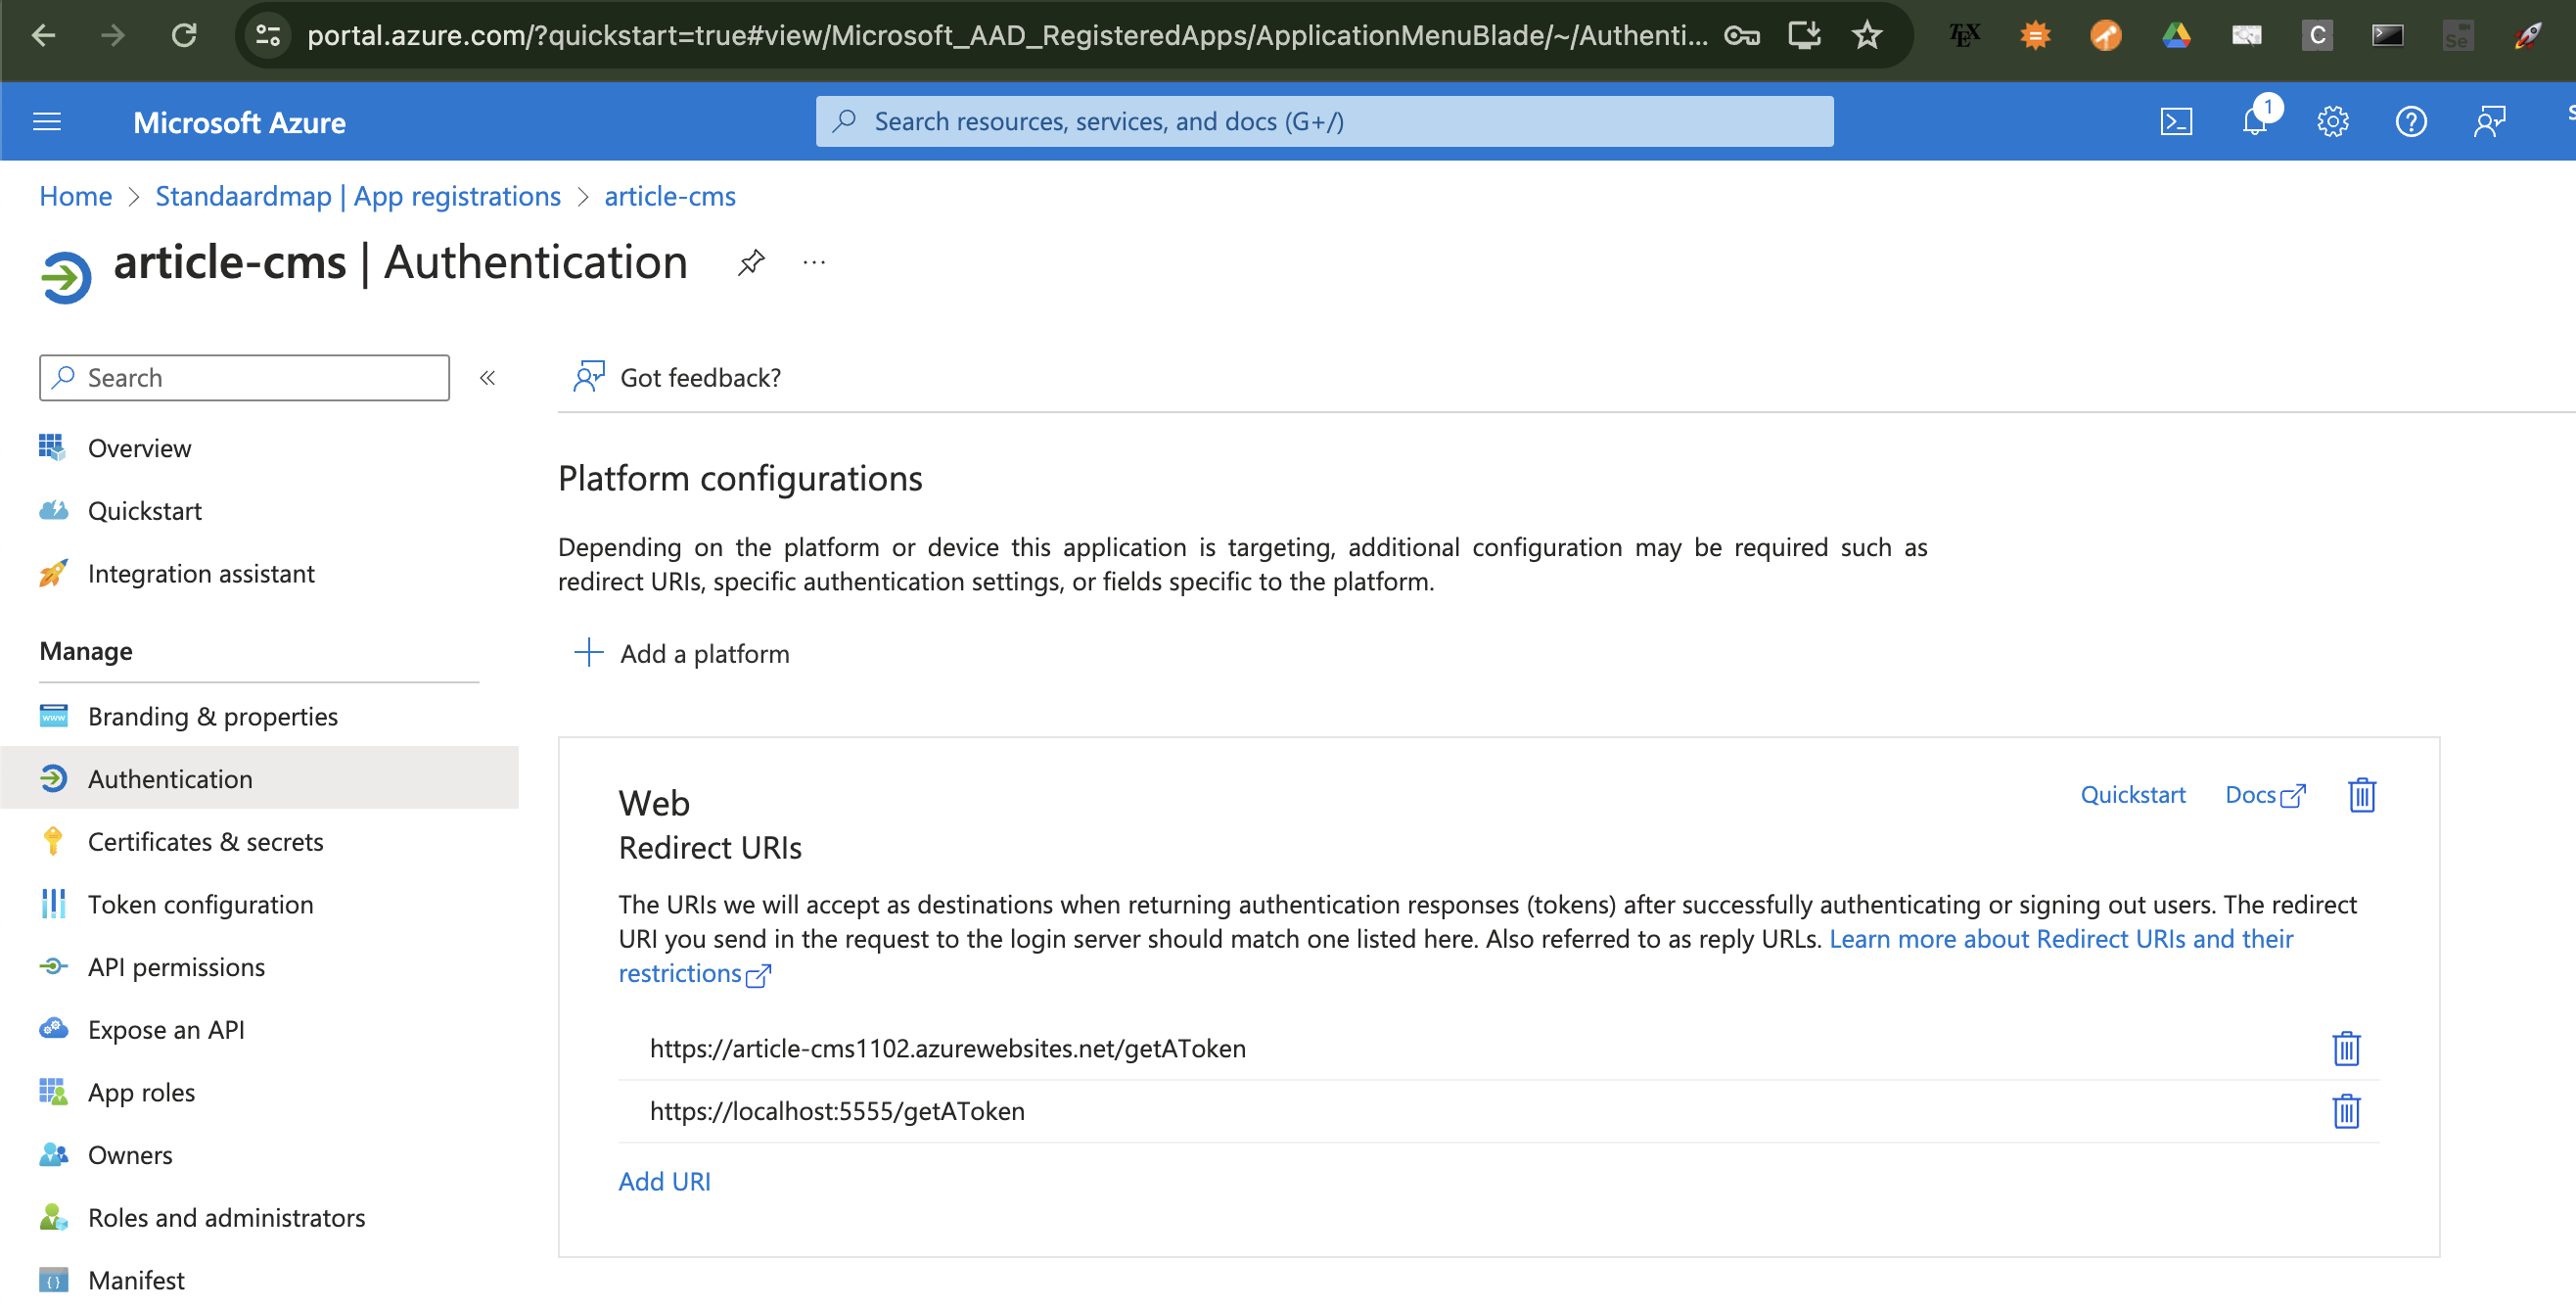 portal.azure.com/?quickstart=true#view/Microsoft_AAD_RegisteredApps/ApplicationMenuBlade/~/Authenti...
TEX
C
Se
Microsoft Azure
Search resources, services, and docs (G+/)
1
Home > Standaardmap | App registrations > article-cms
article-cms | Authentication
Search
Got feedback?
Overview
Quickstart
Integration assistant
Manage
Branding & properties
Authentication
Certificates & secrets
Token configuration
API permissions
Expose an API
App roles
Owners
Roles and administrators
Manifest
Platform configurations
Depending on the platform or device this application is targeting, additional configuration may be required such as
redirect URIs, specific authentication settings, or fields specific to the platform.
Add a platform
Web
Quickstart Docs
Redirect URIs
The URIs we will accept as destinations when returning authentication responses (tokens) after successfully authenticating or signing out users. The redirect
URI you send in the request to the login server should match one listed here. Also referred to as reply URLs. Learn more about Redirect URIs and their
restrictions
https://article-cms1102.azurewebsites.net/getAToken
https://localhost:5555/getAToken
Add URI